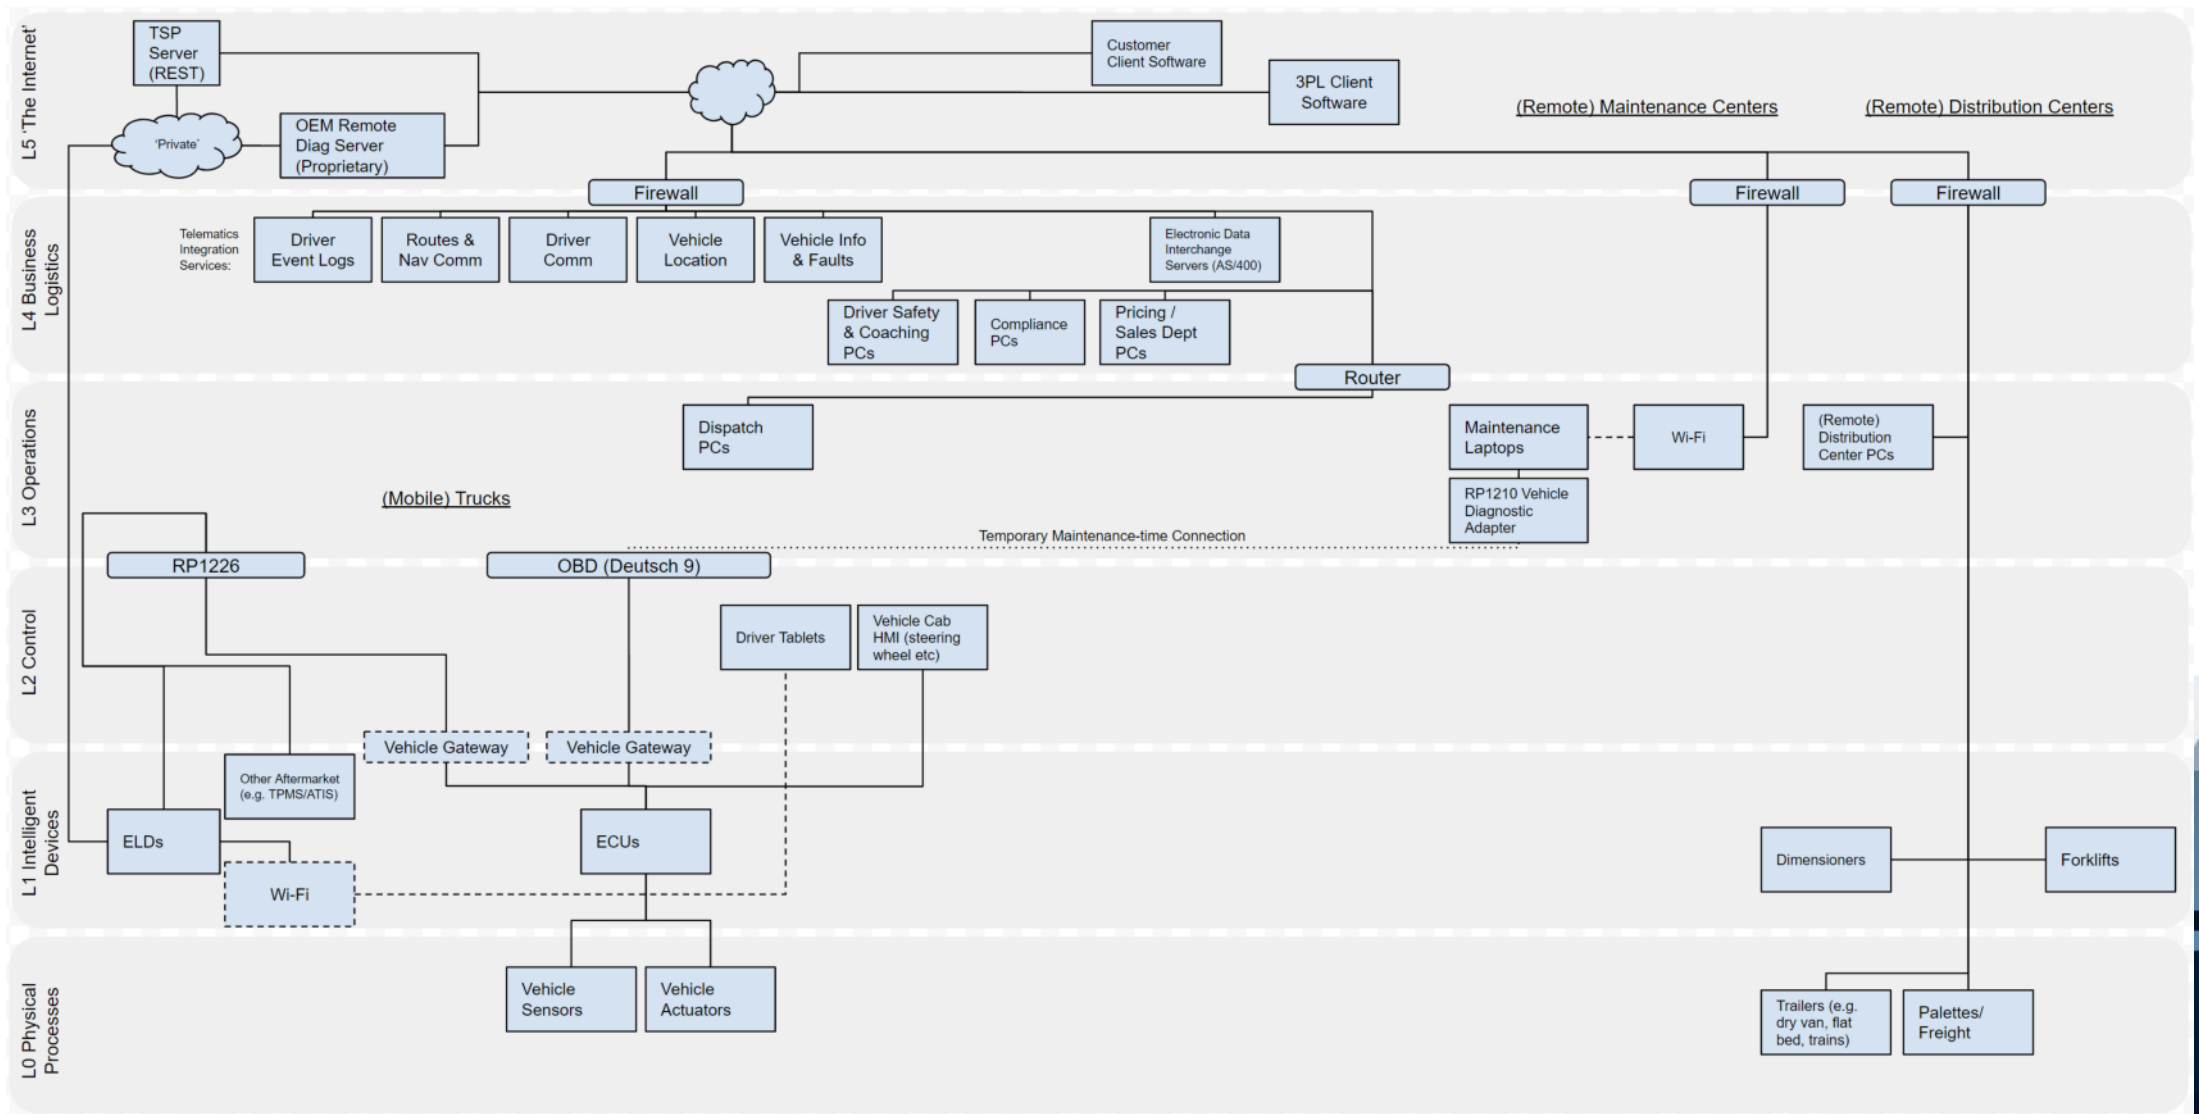 L5 'The Internet'
TSP
Server
(REST)
'Private'
OEM Remote
Diag Server
(Proprietary)
Customer
Client Software
3PL Client
Software
(Remote) Maintenance Centers
(Remote) Distribution Centers
Firewall
Firewall
Firewall
L4 Business
Logistics
Telematics
Integration
Services:
Driver
Event Logs
Routes &
Nav Comm
Driver
Comm
Vehicle
Location
Vehicle Info
& Faults
Electronic Data
Interchange
Servers (AS/400)
Driver Safety
& Coaching
PCs
Compliance
PCs
Pricing /
Sales Dept
PCs
Router
L3 Operations
Dispatch
PCs
Maintenance
Laptops
Wi-Fi
(Remote)
Distribution
Center PCs
(Mobile) Trucks
RP1210 Vehicle
Diagnostic
Adapter
Temporary Maintenance-time Connection
RP1226
OBD (Deutsch 9)
L2 Control
Driver Tablets
Vehicle Cab
HMI (steering
wheel etc)
Vehicle Gateway
Vehicle Gateway
L1 Intelligent
Devices
Other Aftermarket
(e.g. TPMS/ATIS)
ELDs
ECUs
Wi-Fi
Dimensioners
Forklifts
L0 Physical
Processes
Vehicle
Sensors
Vehicle
Actuators
Trailers (e.g.
dry van, flat
bed, trains)
Palettes/
Freight